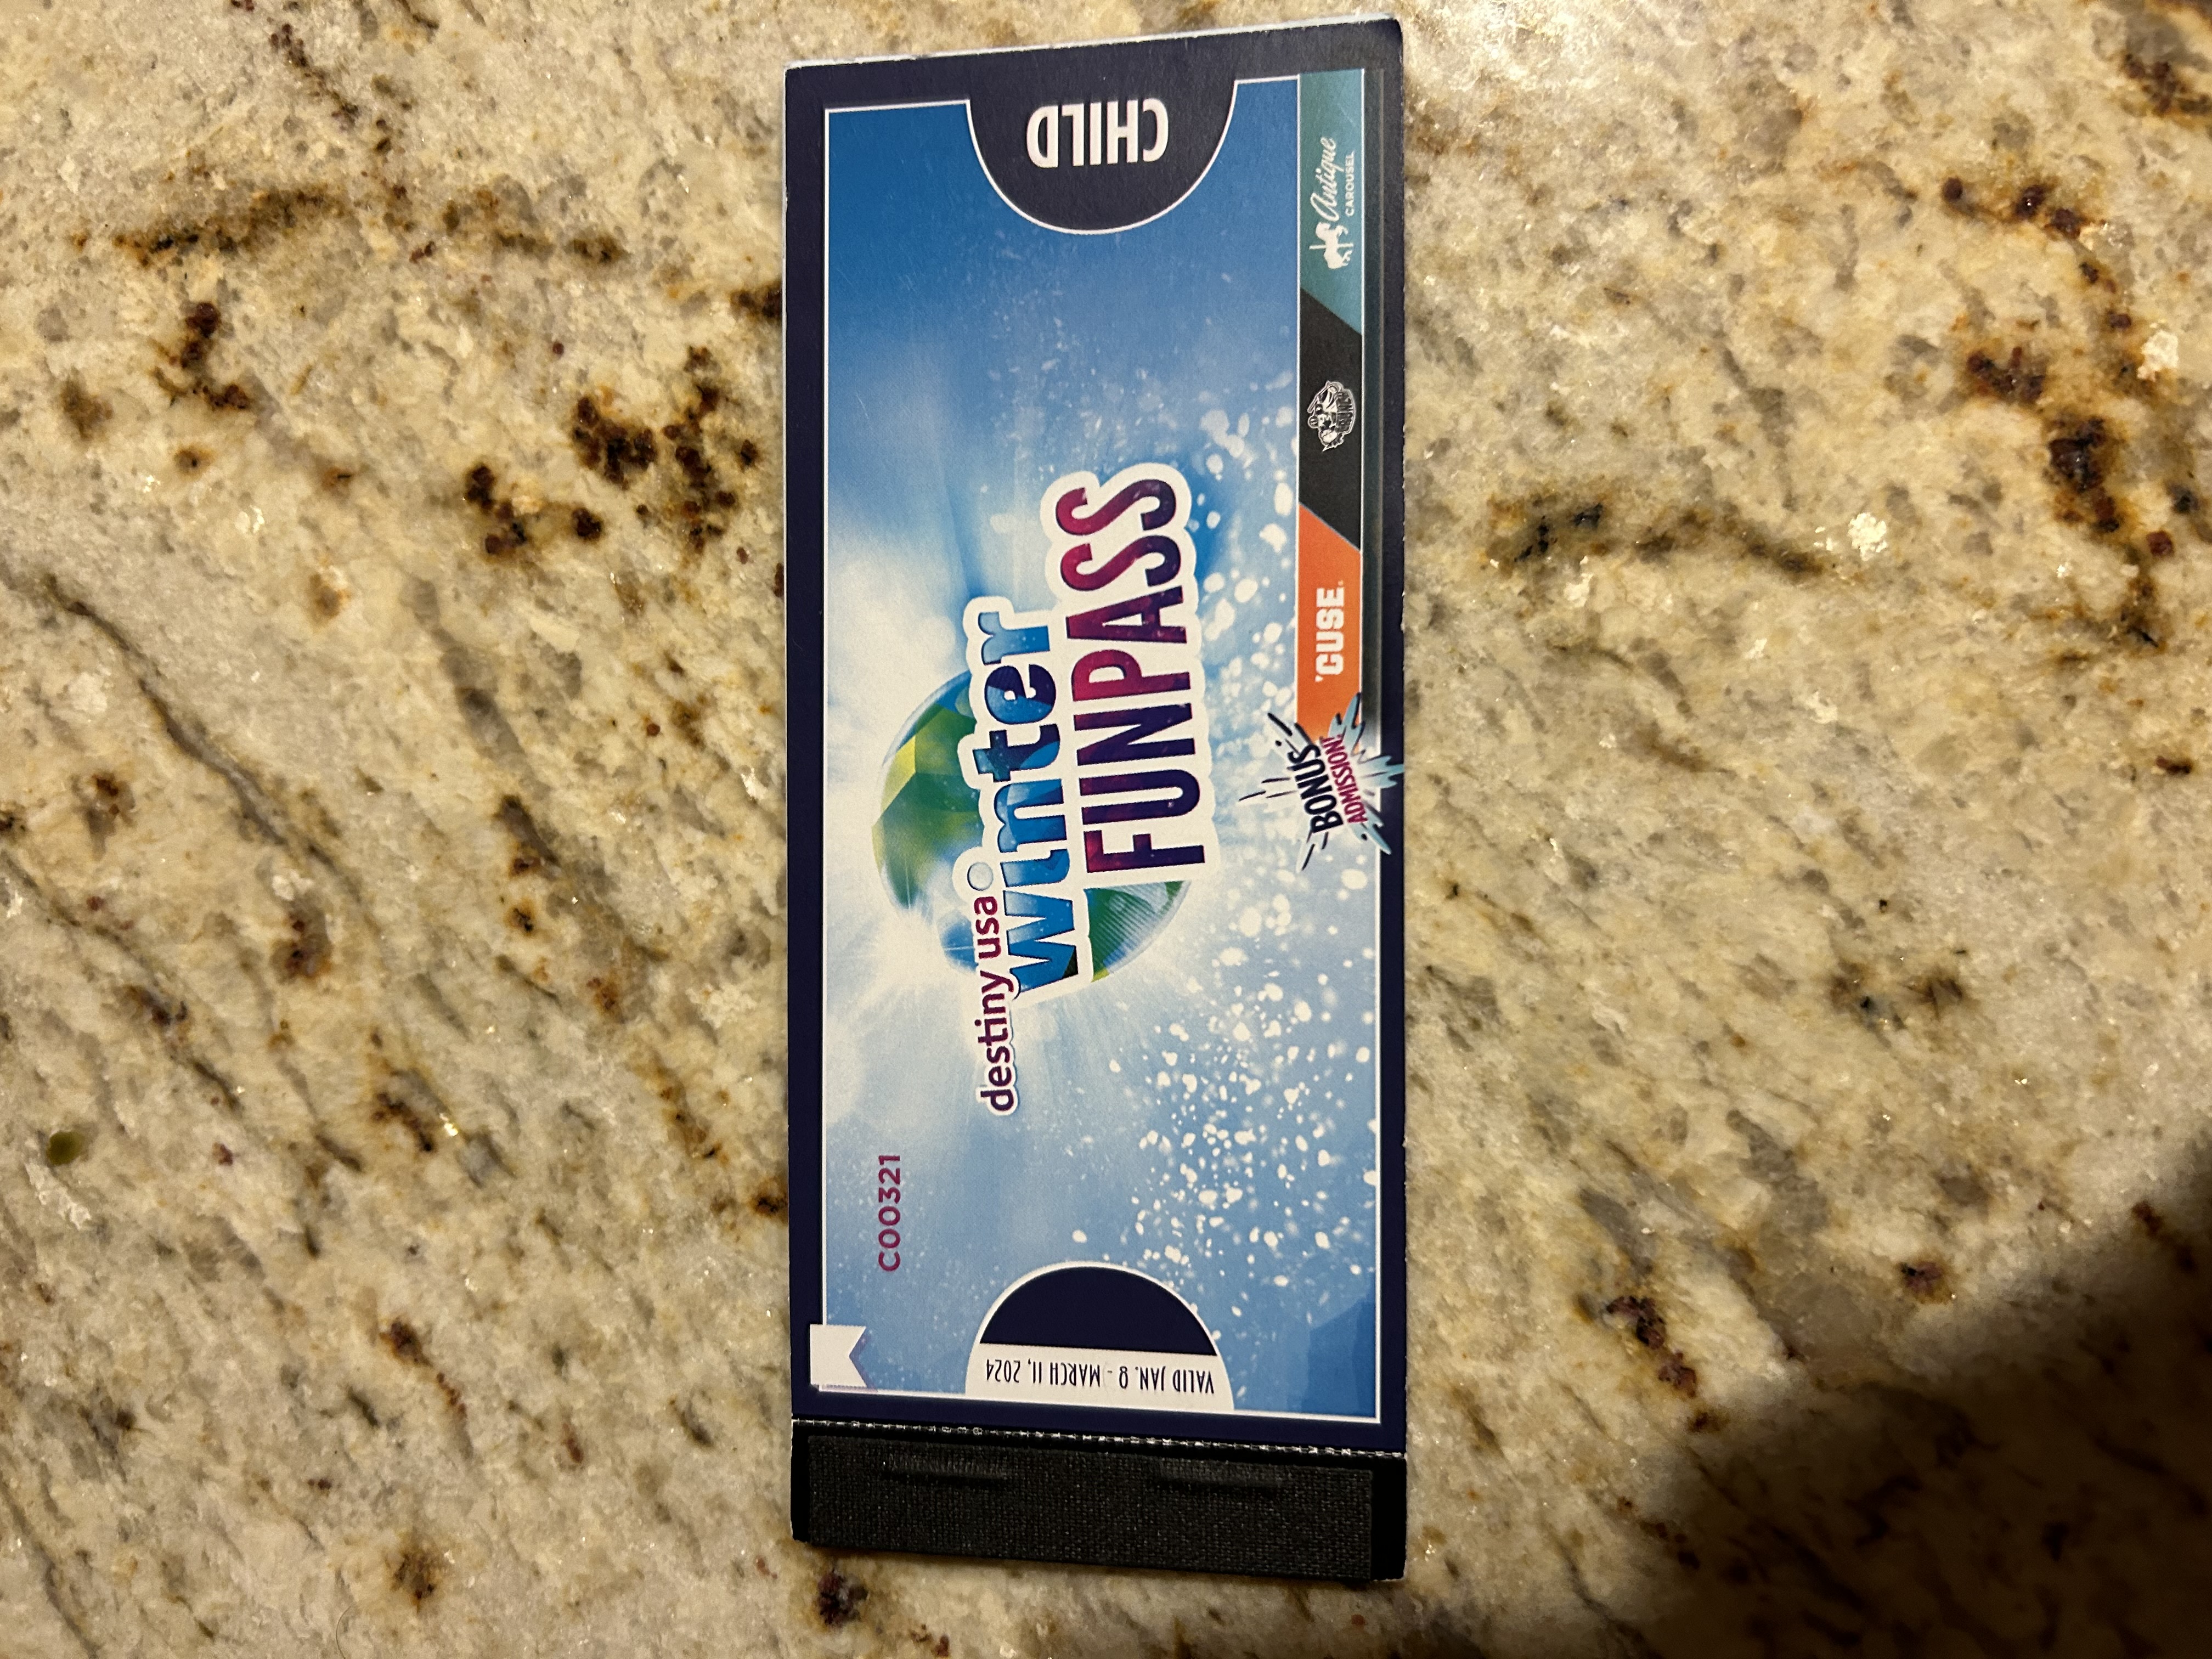 C00321
destiny usa
winter
FUNPASS
CHILD
VALID JAN. 8 - MARCH 11, 2024
BONUS
ADMISSION!
'CUSE.
Antique
CAROUSEL